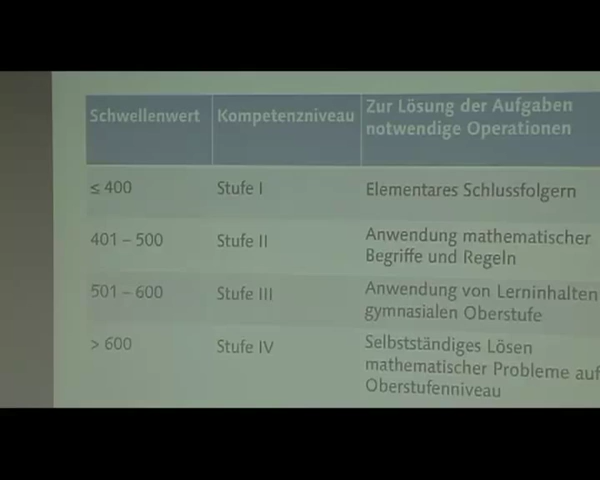 Schwellenwert Kompetenzniveau Zur Lösung der Aufgaben
notwendige Operationen
≤ 400 Stufe I Elementares Schlussfolgern
401 – 500 Stufe II Anwendung mathematischer
Begriffe und Regeln
501 – 600 Stufe III Anwendung von Lerninhalten
gymnasialen Oberstufe
> 600 Stufe IV Selbstständiges Lösen
mathematischer Probleme auf
Oberstufenniveau